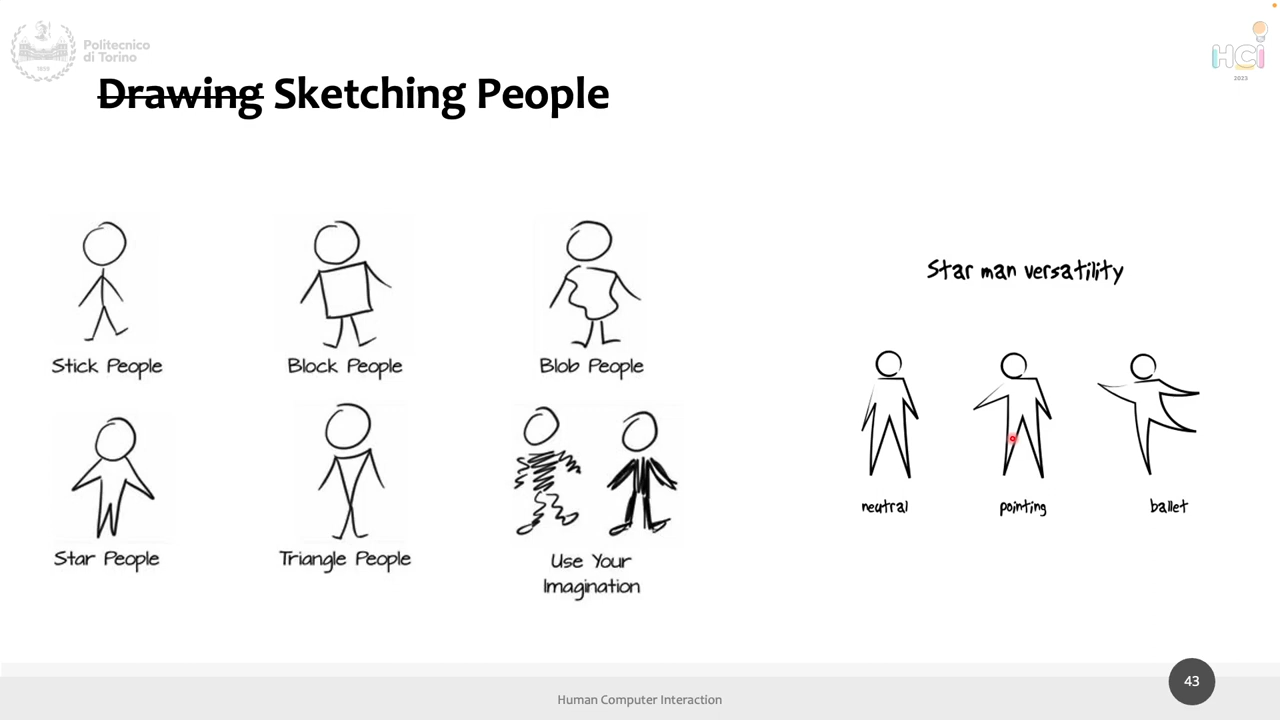 Politecnico
di Torino
1859
HCI
2023
Drawing Sketching People
Stick People
Block People
Blob People
Star People
Triangle People
Use Your
Imagination
Star man versatility
neutral
pointing
ballet
43
Human Computer Interaction